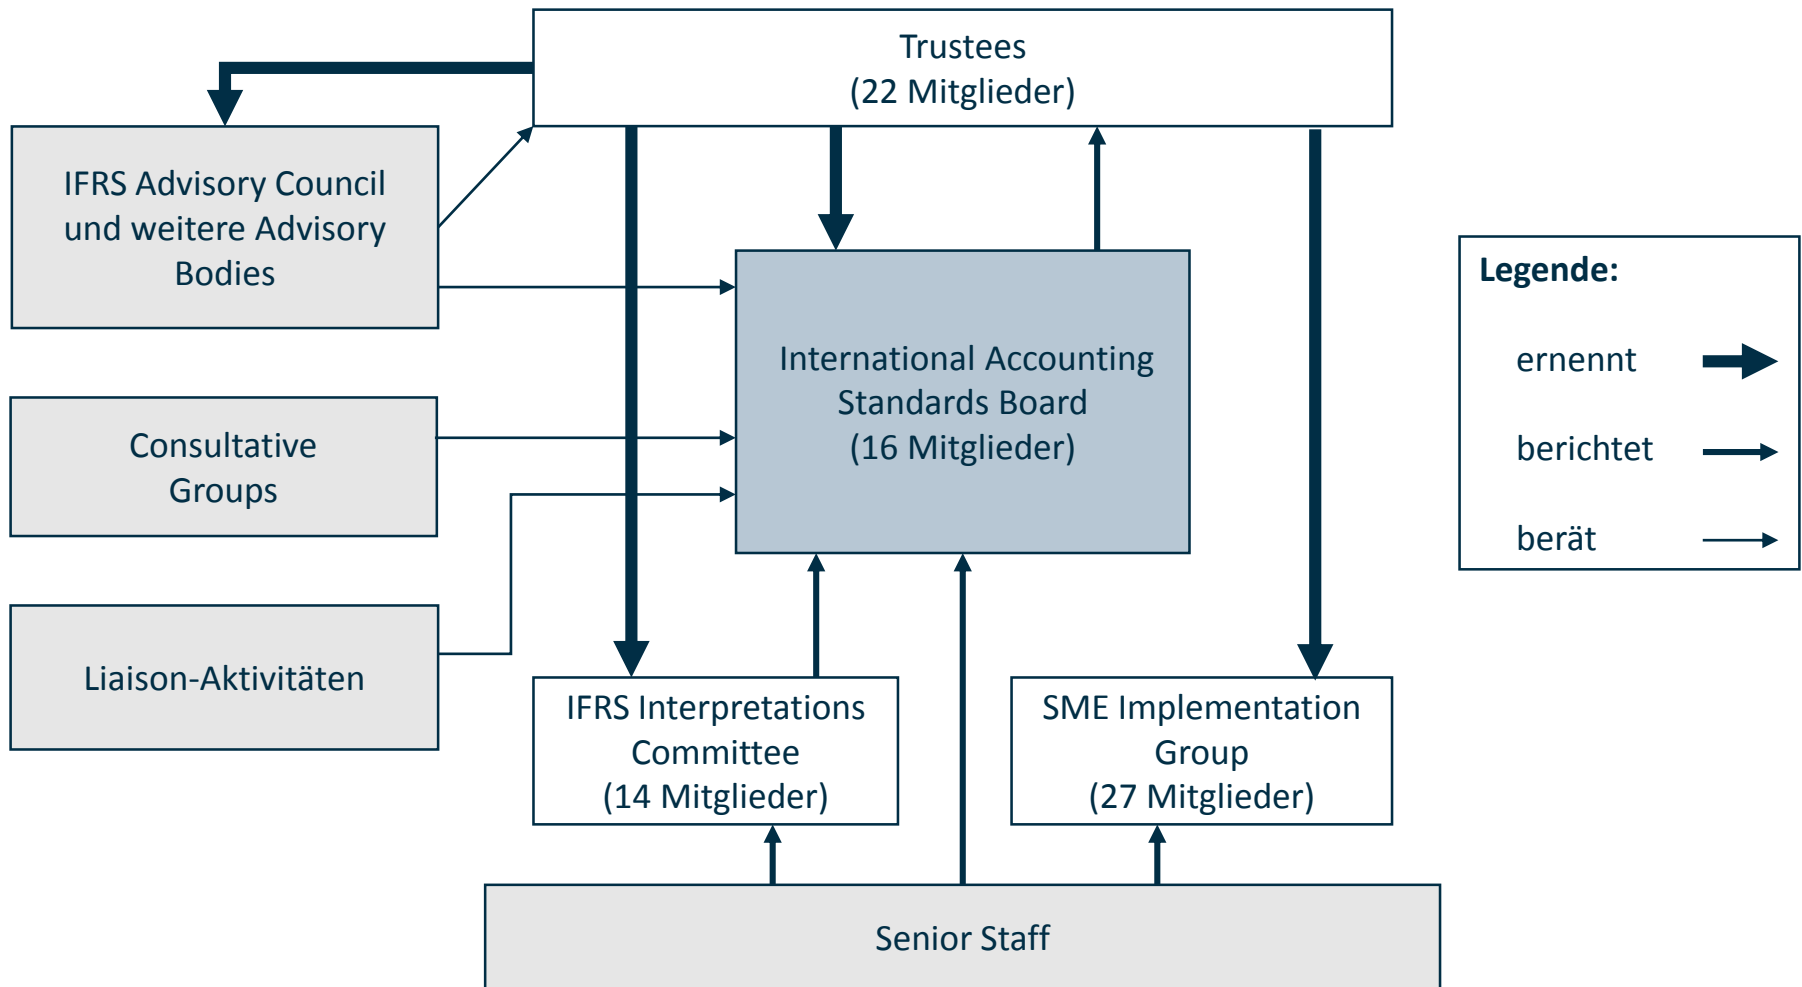 Trustees
(22 Mitglieder)
IFRS Advisory Council
und weitere Advisory
Bodies
International Accounting
Standards Board
(16 Mitglieder)
Legende:
ernennt
berichtet
berät
Consultative
Groups
Liaison-Aktivitäten
IFRS Interpretations
Committee
(14 Mitglieder)
SME Implementation
Group
(27 Mitglieder)
Senior Staff